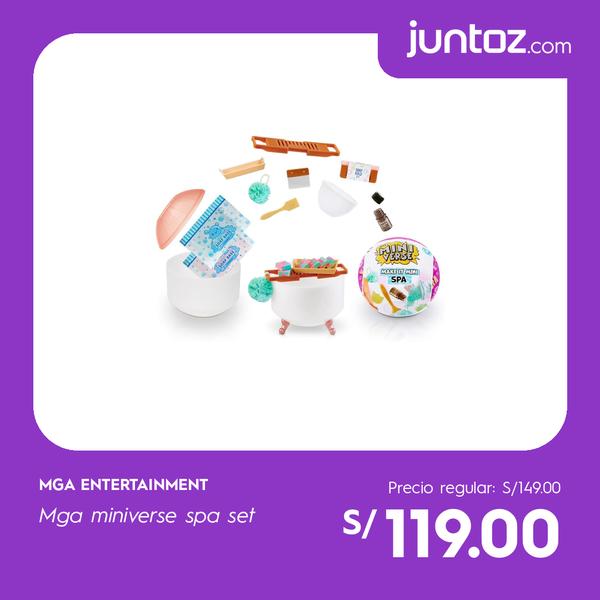 juntoz.com
MINI
VERSE
MAKE IT MINI
SPA
MGA ENTERTAINMENT
Mga miniverse spa set
Precio regular: S/149.00
S/119.00